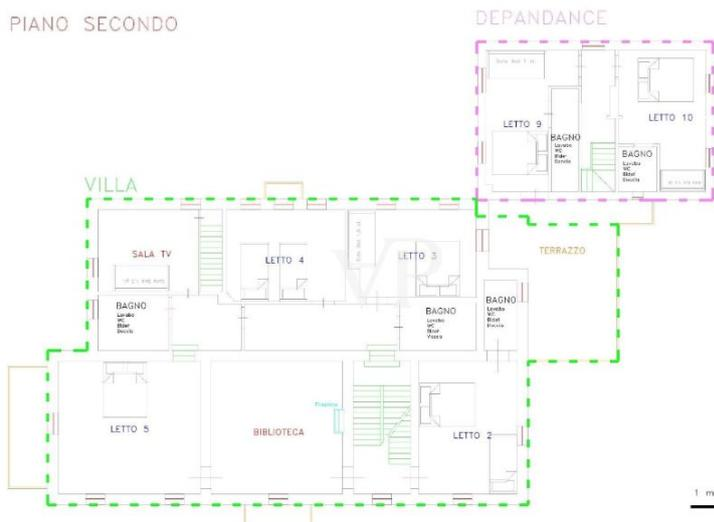 PIANO SECONDO
DEPANDANCE
LETTO 9
LETTO 10
BAGNO
Lavabo
WC
Bidet
Doccia
BAGNO
Lavabo
WC
Bidet
Doccia
VILLA
SALA TV
LETTO 4
LETTO 3
TERRAZZO
VP
BAGNO
Lavabo
WC
Bidet
Doccia
BAGNO
Lavabo
WC
Bidet
Vasca
BAGNO
Lavabo
WC
Bidet
Doccia
LETTO 5
BIBLIOTECA
LETTO 2
1 m